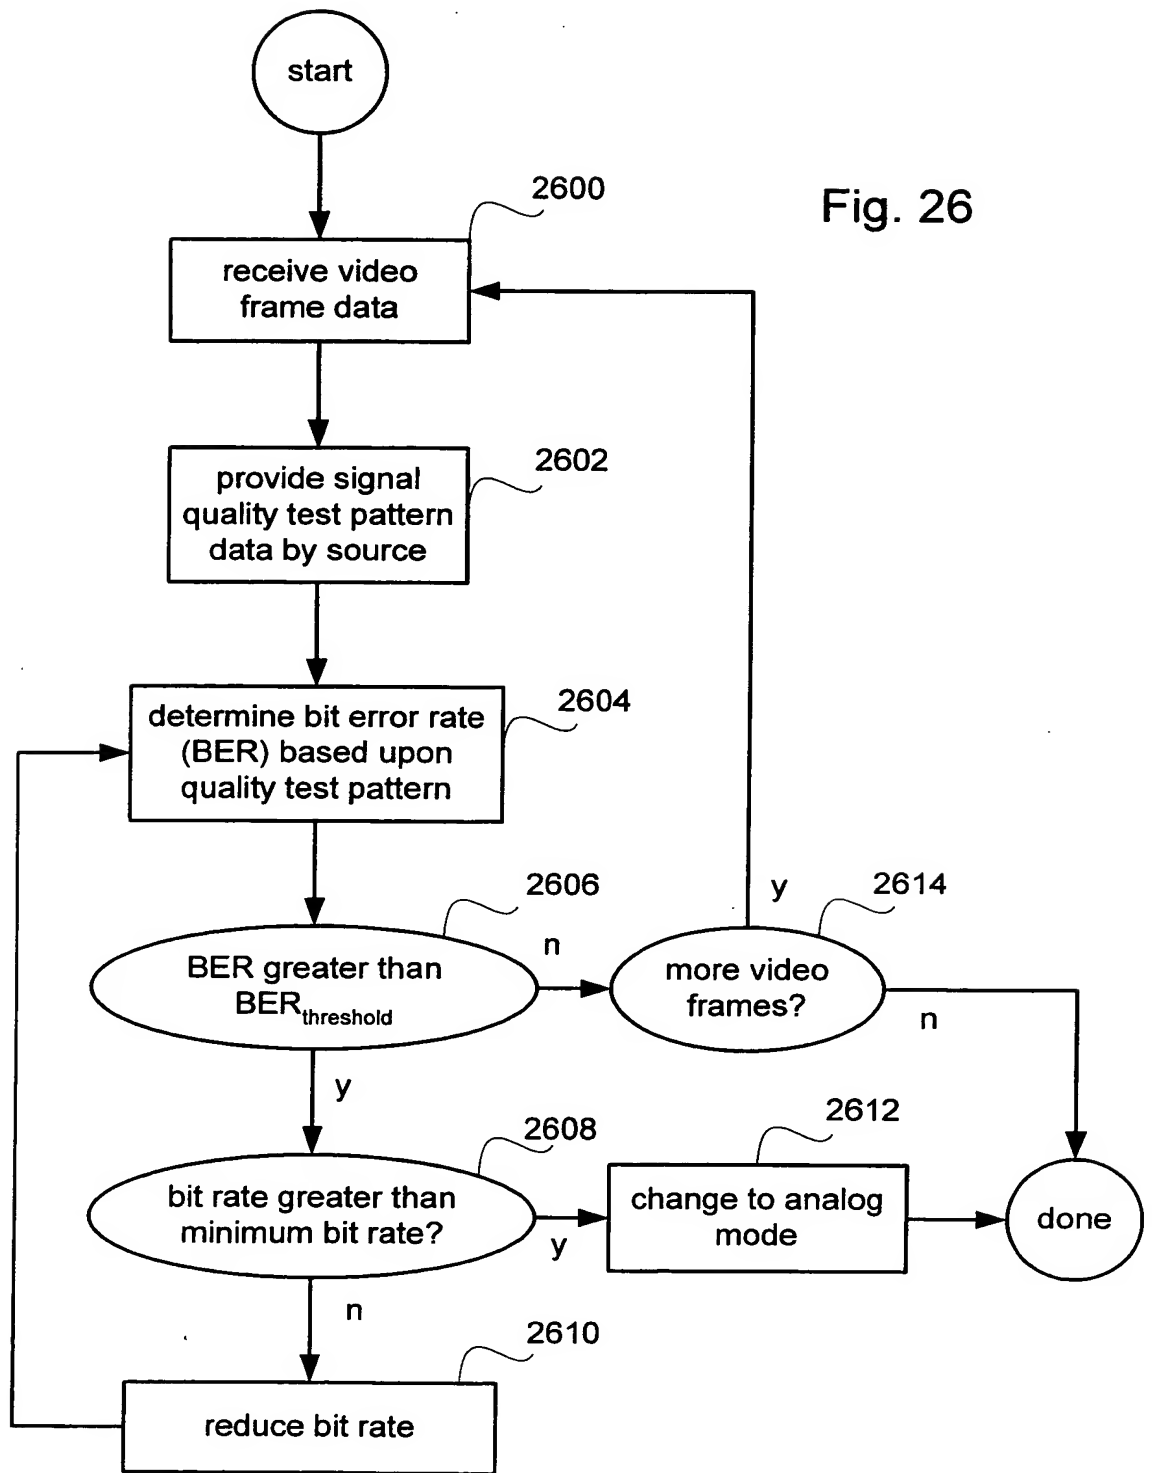 start
2600
Fig. 26
receive video
frame data
2602
provide signal
quality test pattern
data by source
2604
determine bit error rate
(BER) based upon
quality test pattern
2606
BER greater than
BERthreshold
n
y
2614
more video
frames?
n
y
2608
bit rate greater than
minimum bit rate?
y
2612
change to analog
mode
done
n
2610
reduce bit rate